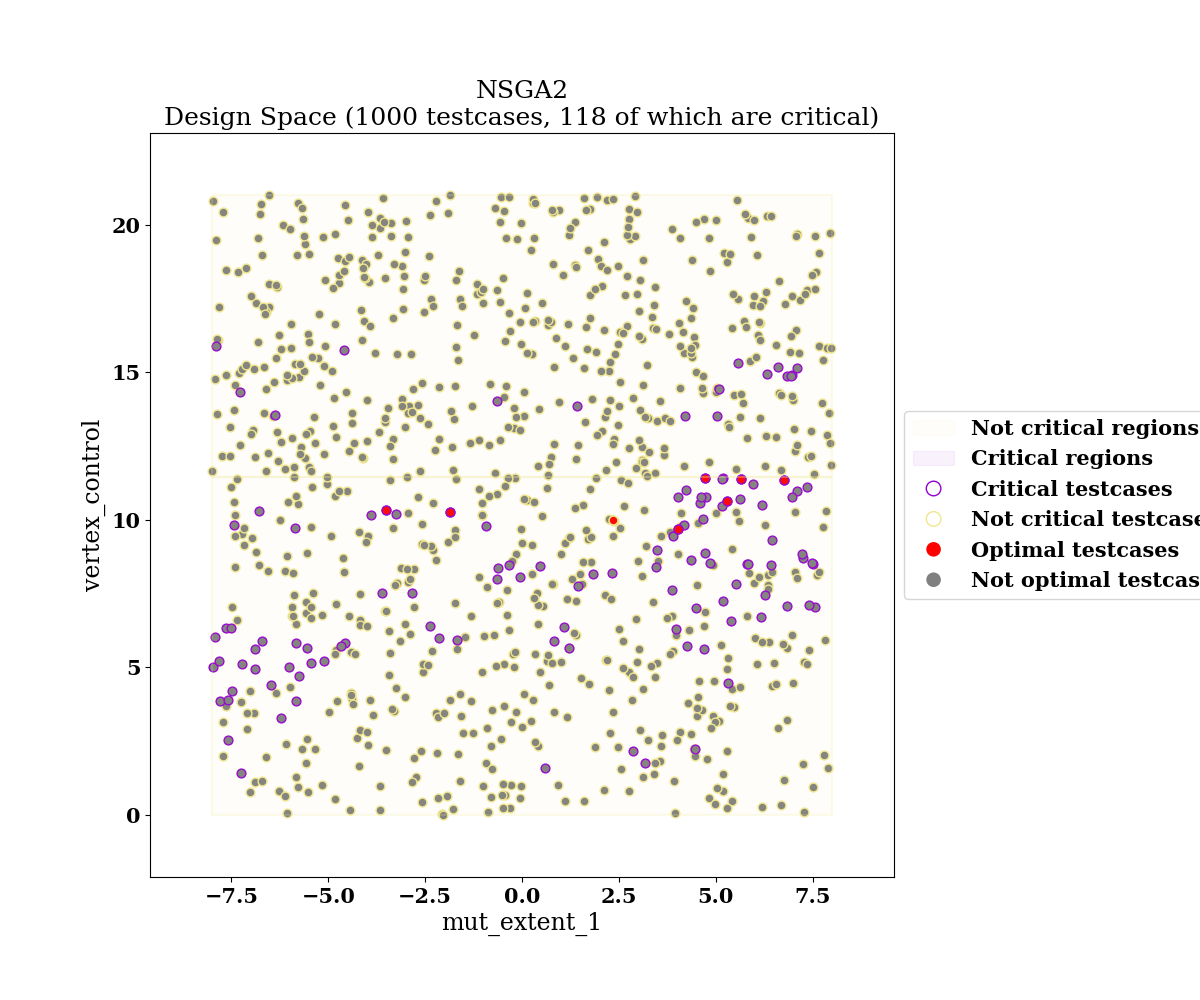 NSGA2
Design Space (1000 testcases, 118 of which are critical)
20
15
10
5
0
vertex_control
−7.5
−5.0
−2.5
0.0
2.5
5.0
7.5
mut_extent_1
Not critical regions
Critical regions
Critical testcases
Not critical testcase
Optimal testcases
Not optimal testcas